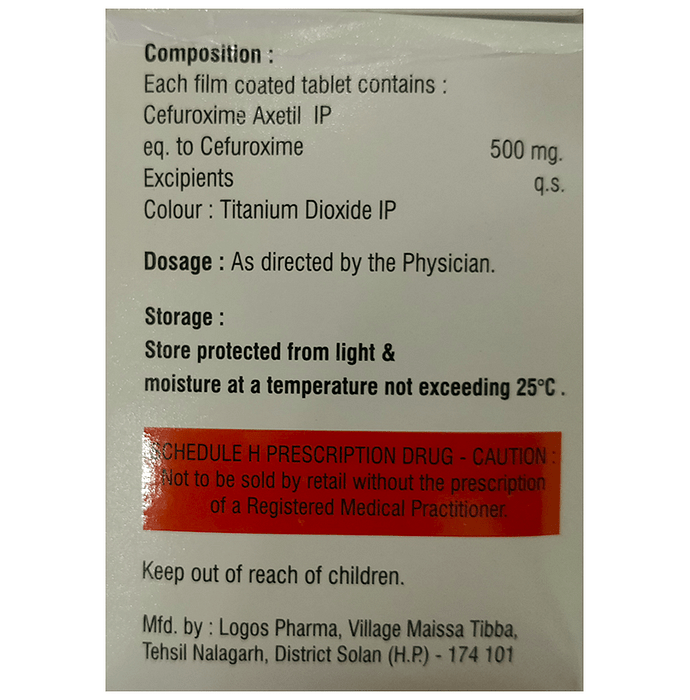 Composition :
Each film coated tablet contains :
Cefuroxime Axetil IP
eq. to Cefuroxime 500 mg.
Excipients q.s.
Colour : Titanium Dioxide IP
Dosage : As directed by the Physician.
Storage :
Store protected from light &
moisture at a temperature not exceeding 25°C .
SCHEDULE H PRESCRIPTION DRUG - CAUTION :
Not to be sold by retail without the prescription
of a Registered Medical Practitioner.
Keep out of reach of children.
Mfd. by : Logos Pharma, Village Maissa Tibba,
Tehsil Nalagarh, District Solan (H.P.) - 174 101